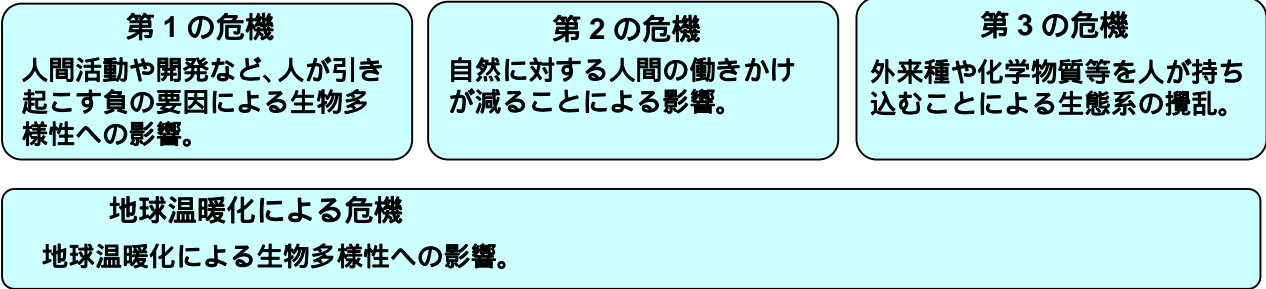 第1の危機
人間活動や開発など、人が引き
起こす負の要因による生物多
様性への影響。
第2の危機
自然に対する人間の働きかけ
が減ることによる影響。
第3の危機
外来種や化学物質等を人が持ち
込むことによる生態系の攪乱。
地球温暖化による危機
地球温暖化による生物多様性への影響。